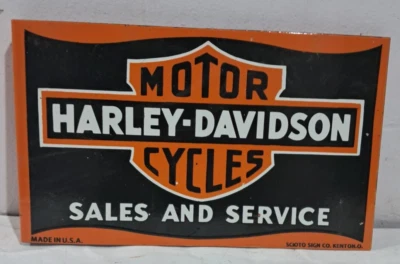 MOTOR
HARLEY-DAVIDSON
CYCLES
SALES AND SERVICE
MADE IN U.S.A.
SCIOTO SIGN CO. KENTON.O.